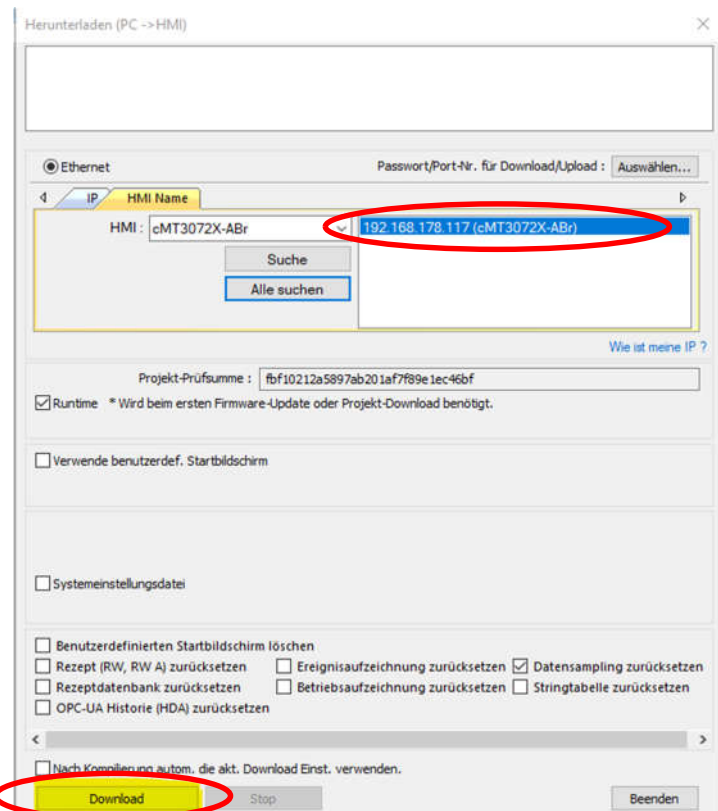 Herunterladen (PC ->HMI)
Ethernet
Passwort/Port-Nr. für Download/Upload : Auswählen...
IP HMI Name
HMI : cMT3072X-ABr
192.168.178.117 (cMT3072X-ABr)
Suche
Alle suchen
Wie ist meine IP ?
Projekt-Prüfsumme : fbf10212a5897ab201af7f89e1ec46bf
Runtime * Wird beim ersten Firmware-Update oder Projekt-Download benötigt.
Verwende benutzerdef. Startbildschirm
Systemeinstellungsdatei
Benutzerdefinierten Startbildschirm löschen
Rezept (RW, RW A) zurücksetzen Ereignisaufzeichnung zurücksetzen Datensampling zurücksetzen
Rezeptdatenbank zurücksetzen Betriebsaufzeichnung zurücksetzen Stringtabelle zurücksetzen
OPC-UA Historie (HDA) zurücksetzen
Nach Kompilierung autom. die akt. Download Einst. verwenden.
Download Stop Beenden